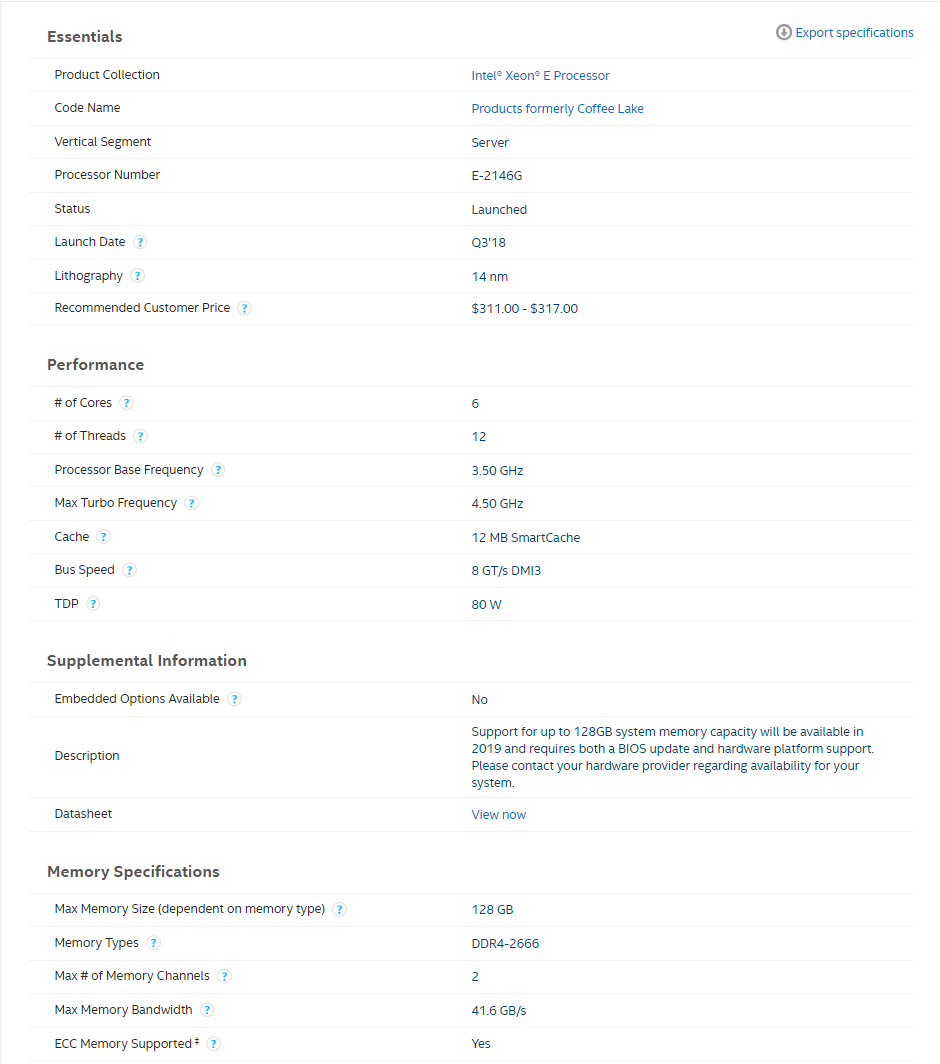 Essentials
Export specifications
Product Collection Intel® Xeon® E Processor
Code Name Products formerly Coffee Lake
Vertical Segment Server
Processor Number E-2146G
Status Launched
Launch Date ? Q3'18
Lithography ? 14 nm
Recommended Customer Price ? $311.00 - $317.00
Performance
# of Cores ? 6
# of Threads ? 12
Processor Base Frequency ? 3.50 GHz
Max Turbo Frequency ? 4.50 GHz
Cache ? 12 MB SmartCache
Bus Speed ? 8 GT/s DMI3
TDP ? 80 W
Supplemental Information
Embedded Options Available ? No
Description
Support for up to 128GB system memory capacity will be available in
2019 and requires both a BIOS update and hardware platform support.
Please contact your hardware provider regarding availability for your
system.
Datasheet View now
Memory Specifications
Max Memory Size (dependent on memory type) ? 128 GB
Memory Types ? DDR4-2666
Max # of Memory Channels ? 2
Max Memory Bandwidth ? 41.6 GB/s
ECC Memory Supported ‡ ? Yes